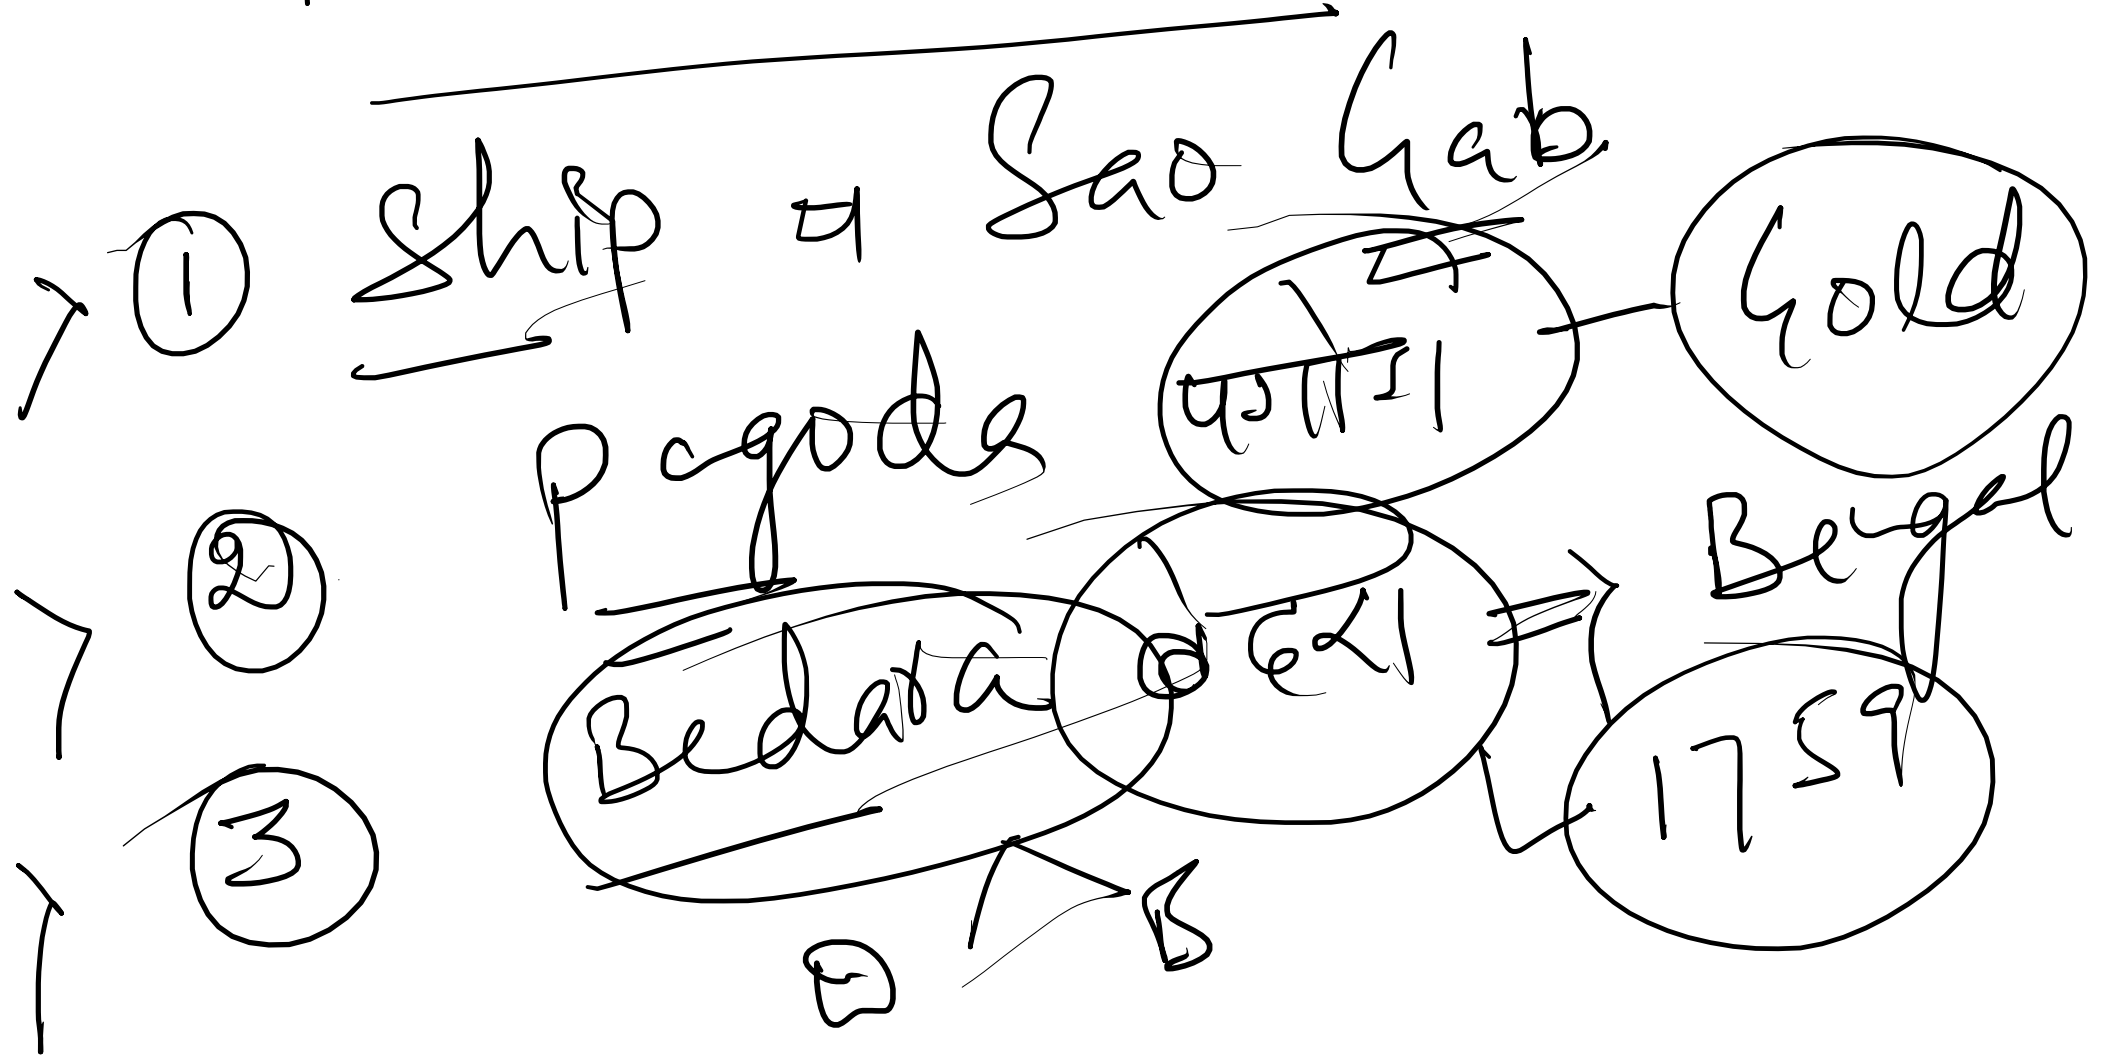 ① Ship न Sao Gab
② Pagoda पगोडा - Gold
③ Bedara बेदरा = Bengal
1759
D B